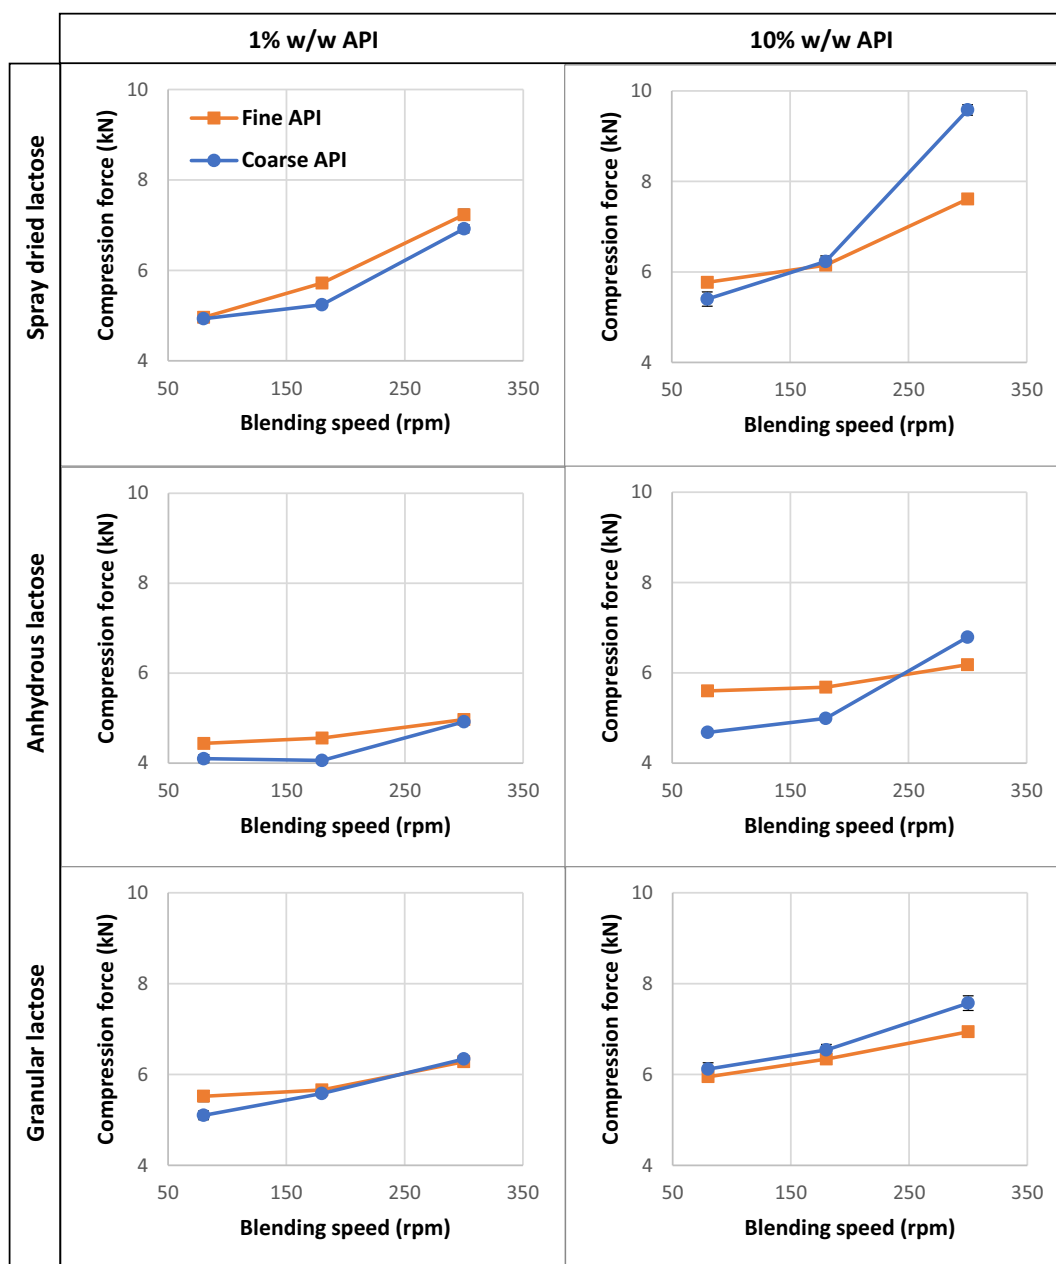 1% w/w API
10% w/w API
Spray dried lactose
Compression force (kN)
10
8
6
4
Fine API
Coarse API
50
150
250
350
Blending speed (rpm)
Compression force (kN)
10
8
6
4
50
150
250
350
Blending speed (rpm)
Anhydrous lactose
Compression force (kN)
10
8
6
4
50
150
250
350
Blending speed (rpm)
Compression force (kN)
10
8
6
4
50
150
250
350
Blending speed (rpm)
Granular lactose
Compression force (kN)
10
8
6
4
50
150
250
350
Blending speed (rpm)
Compression force (kN)
10
8
6
4
50
150
250
350
Blending speed (rpm)